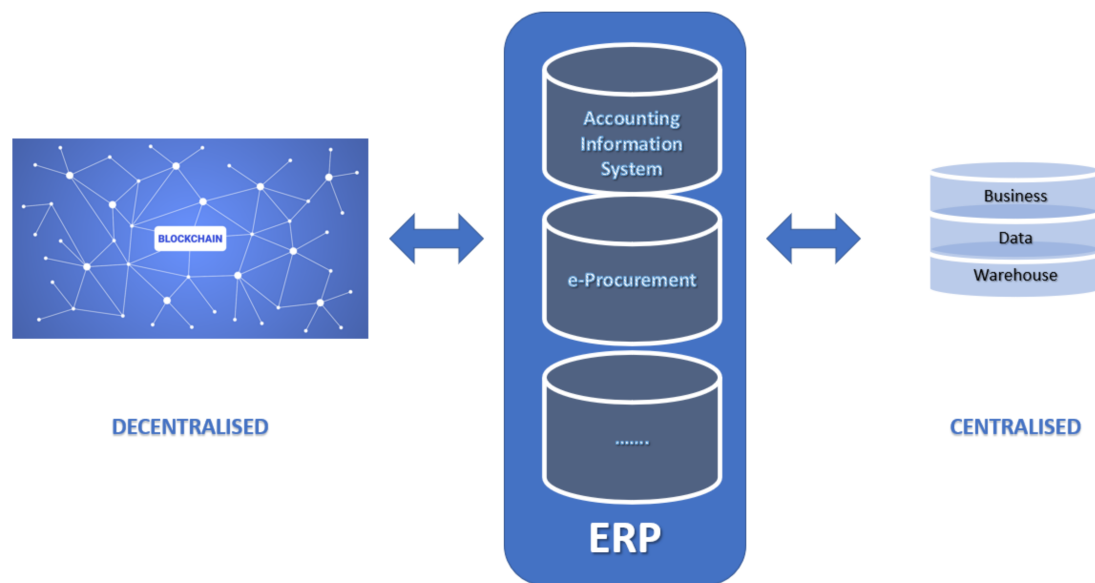 BLOCKCHAIN
DECENTRALISED
Accounting
Information
System
e-Procurement
.......
ERP
Business
Data
Warehouse
CENTRALISED